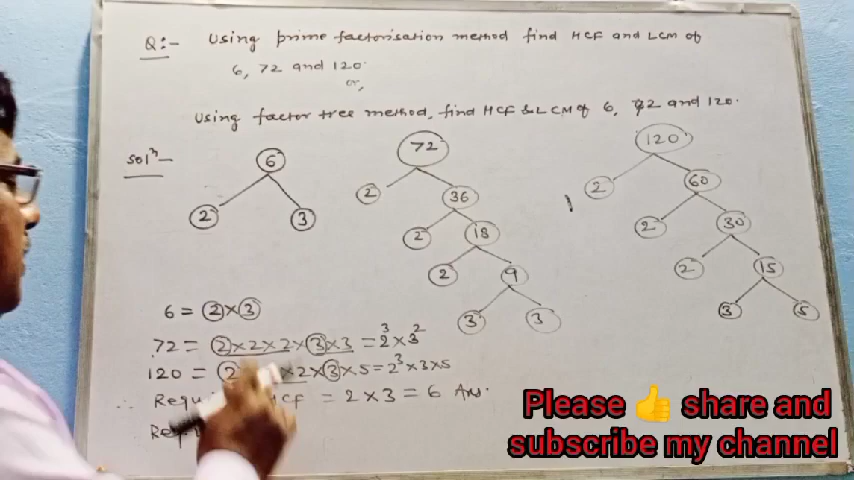 Q:- Using prime factorisation method find HCF and LCM of
6, 72 and 120.
or,
Using factor tree method, find HCF & LCM of 6, 72 and 120.
Solⁿ-
6
2 3
72
2 36
2 18
2 9
3 3
120
2 60
2 30
2 15
3 5
6 = 2×3
72 = 2×2×2×3×3 = 2³×3²
120 = 2 ×2×3×5 = 2³×3×5
∴ HCF = 2×3 = 6 Ans.
Please 👍 share and
subscribe my channel